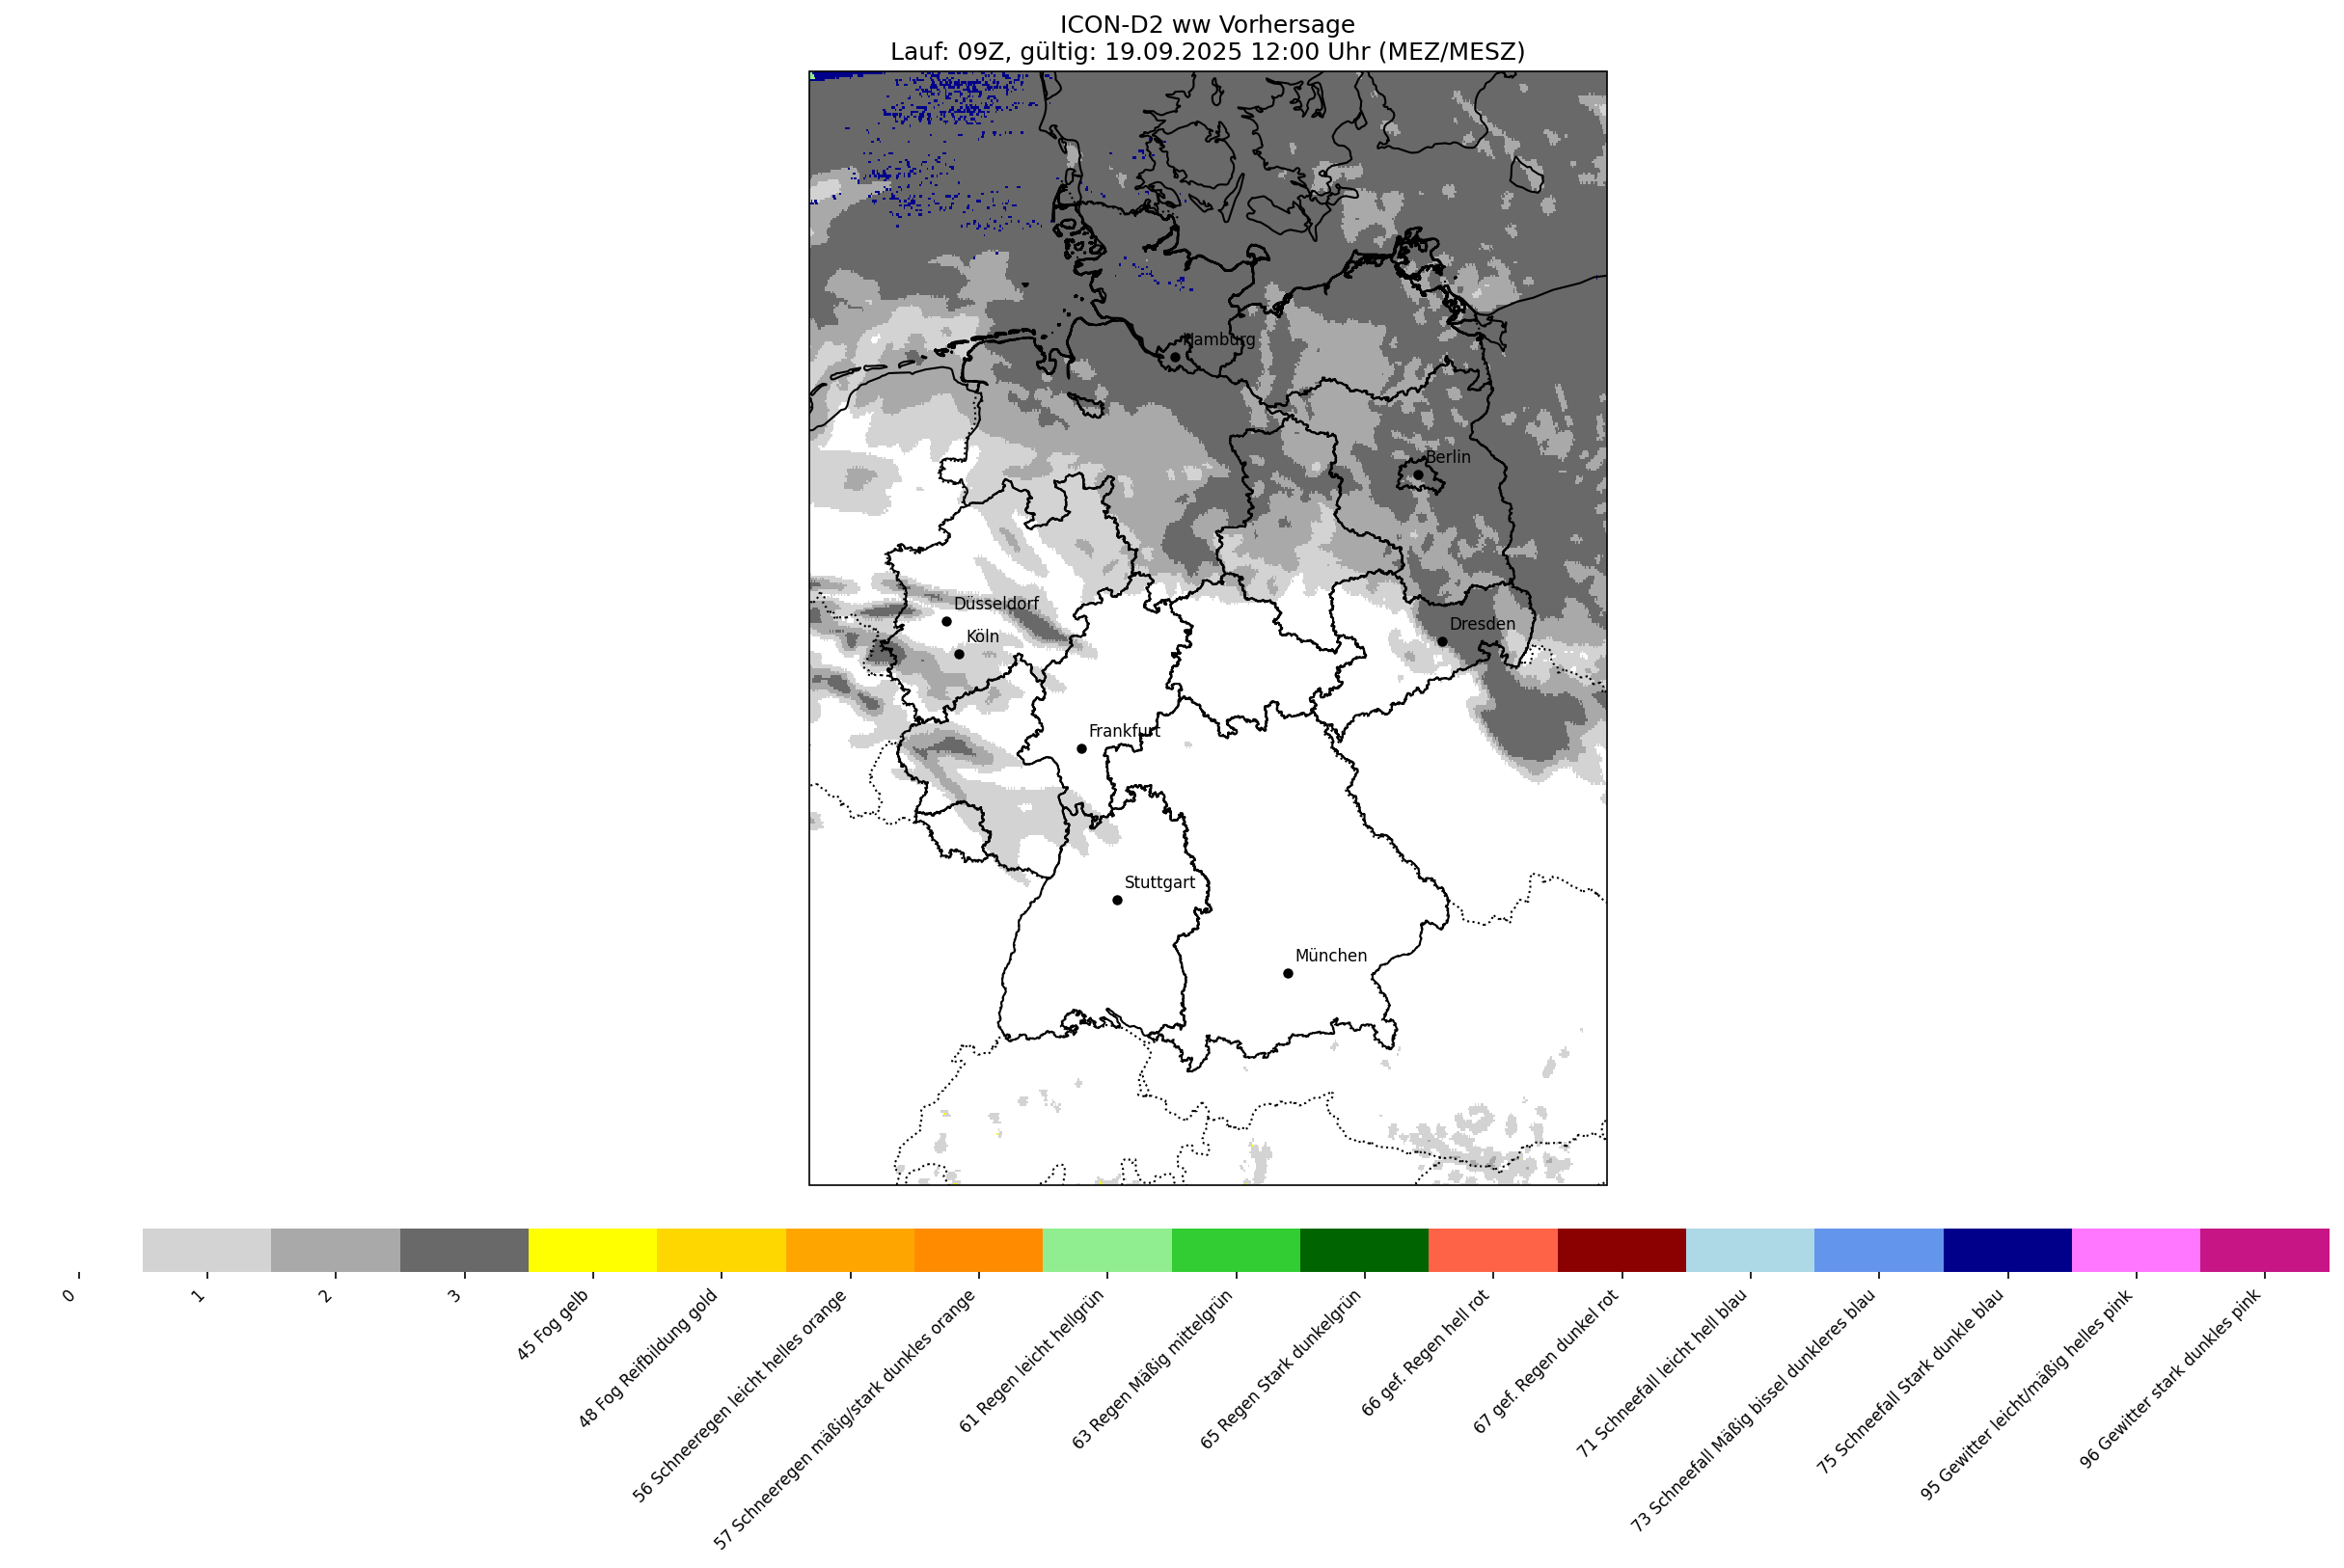 ICON-D2 ww Vorhersage
Lauf: 09Z, gültig: 19.09.2025 12:00 Uhr (MEZ/MESZ)
Hamburg
Berlin
Düsseldorf
Dresden
Köln
Frankfurt
Stuttgart
München
0
1
2
3
45 Fog gelb
48 Fog Reifbildung gold
56 Schneeregen leicht helles orange
57 Schneeregen mäßig/stark dunkles orange
61 Regen leicht hellgrün
63 Regen Mäßig mittelgrün
65 Regen Stark dunkelgrün
66 gef. Regen hell rot
67 gef. Regen dunkel rot
71 Schneefall leicht hell blau
73 Schneefall Mäßig bissel dunkleres blau
75 Schneefall Stark dunkle blau
95 Gewitter leicht/mäßig helles pink
96 Gewitter stark dunkles pink